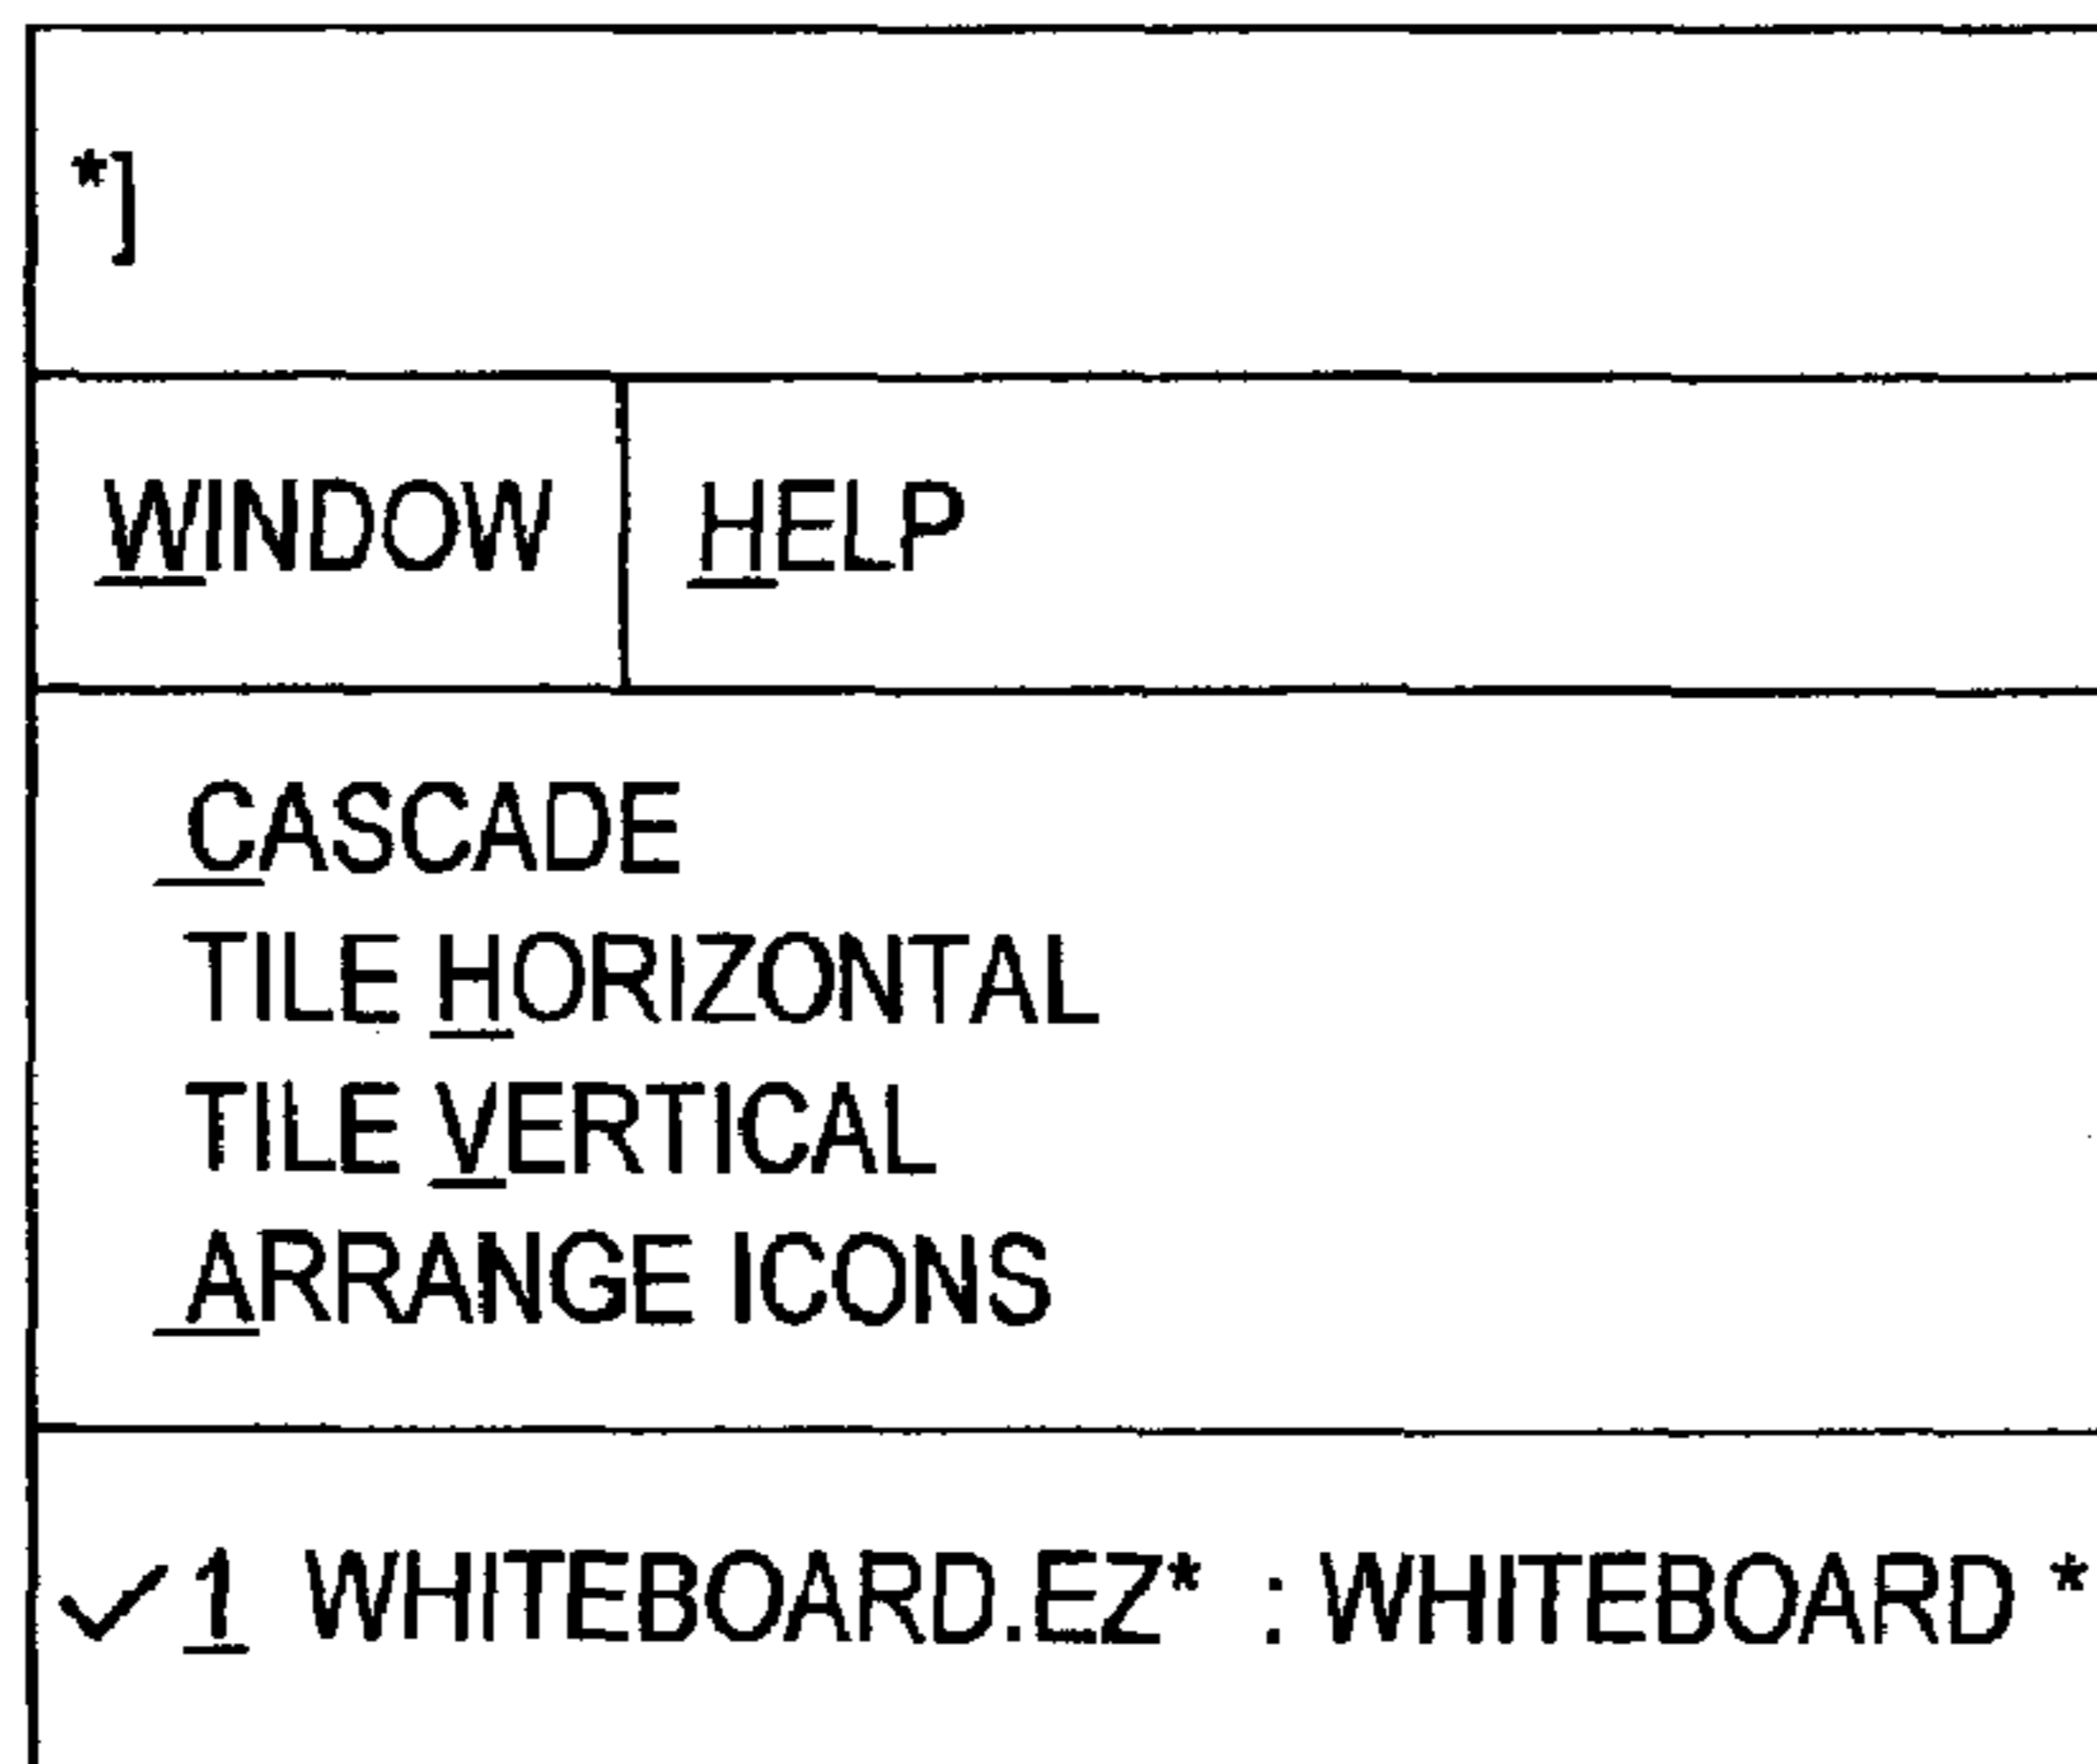 *]
WINDOW HELP
CASCADE
TILE HORIZONTAL
TILE VERTICAL
ARRANGE ICONS
✓ 1 WHITEBOARD.EZ* : WHITEBOARD *